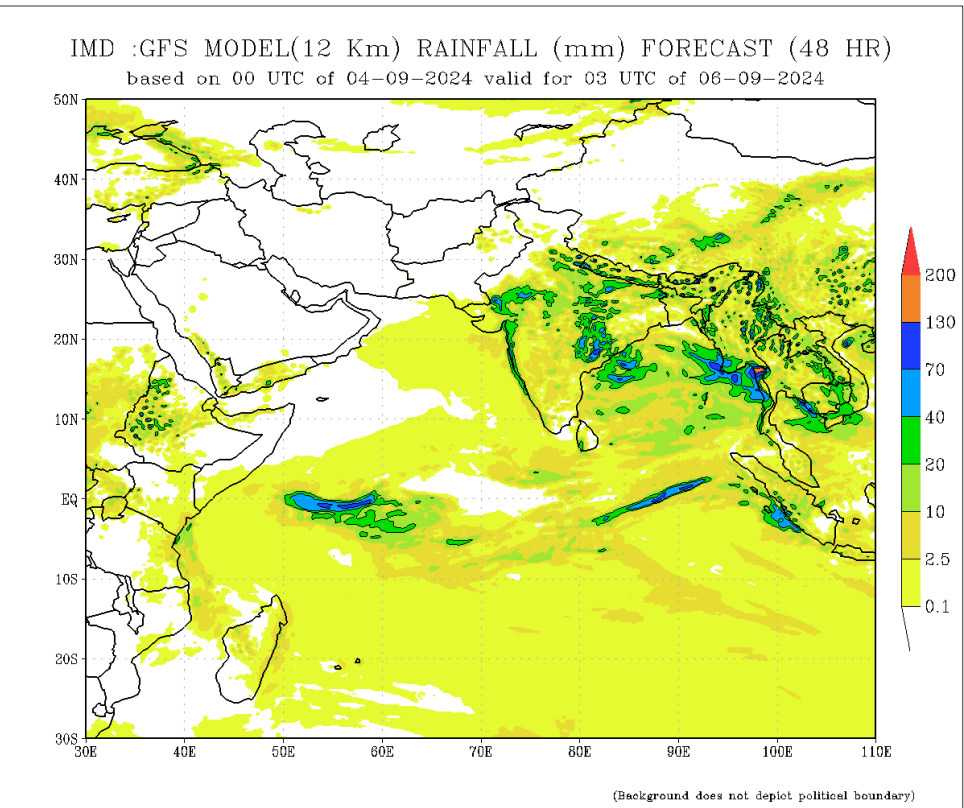 IMD :GFS MODEL(12 Km) RAINFALL (mm) FORECAST (48 HR)
based on 00 UTC of 04-09-2024 valid for 03 UTC of 06-09-2024
50N
40N
30N
20N
10N
EQ
10S
20S
30S
30E 40E 50E 60E 70E 80E 90E 100E 110E
200
130
70
40
20
10
2.5
0.1
(Background does not depict political boundary)